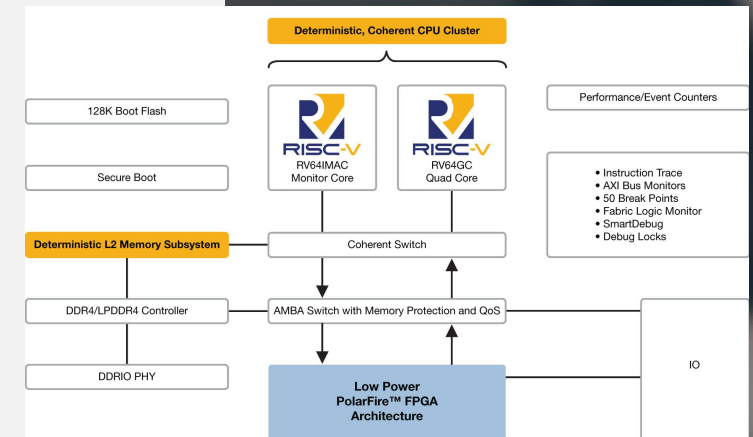 Deterministic, Coherent CPU Cluster
128K Boot Flash
RISC-V
RV64IMAC
Monitor Core
RISC-V
RV64GC
Quad Core
Performance/Event Counters
Secure Boot
• Instruction Trace
• AXI Bus Monitors
• 50 Break Points
• Fabric Logic Monitor
• SmartDebug
• Debug Locks
Deterministic L2 Memory Subsystem
Coherent Switch
DDR4/LPDDR4 Controller
AMBA Switch with Memory Protection and QoS
IO
DDRIO PHY
Low Power
PolarFire™ FPGA
Architecture